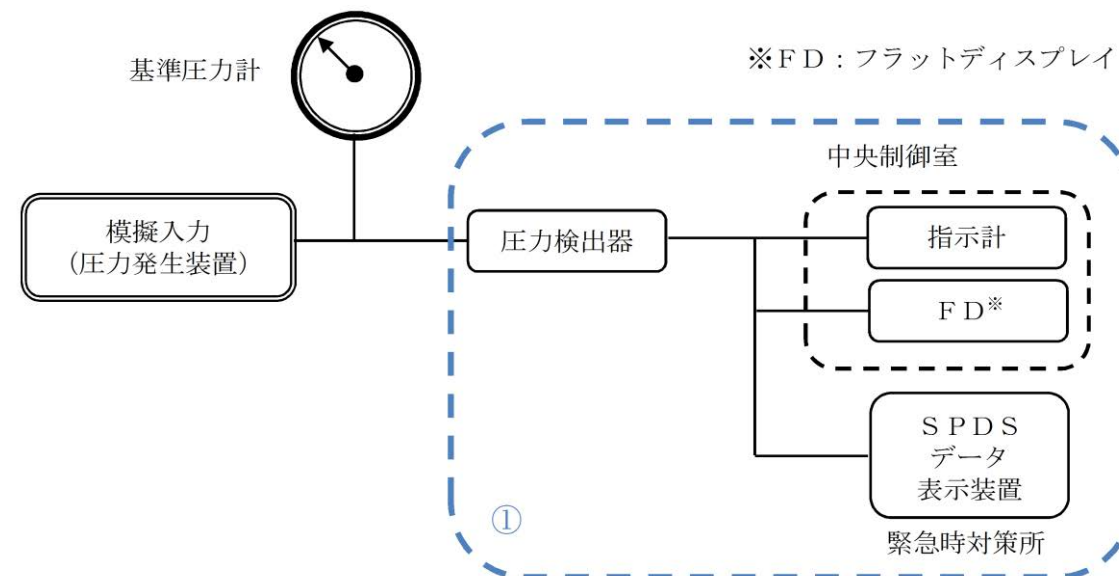 基準圧力計
※ＦＤ：フラットディスプレイ
中央制御室
模擬入力
（圧力発生装置）
圧力検出器
指示計
ＦＤ※
ＳＰＤＳ
データ
表示装置
①
緊急時対策所